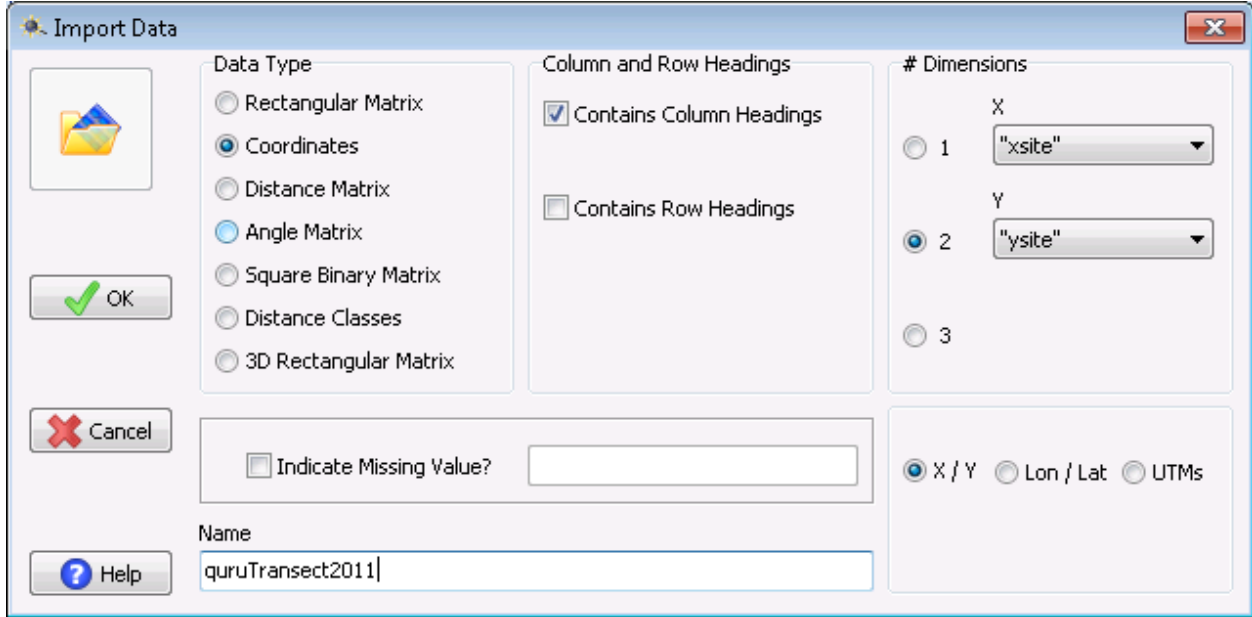 Import Data
Data Type
Rectangular Matrix
Coordinates
Distance Matrix
Angle Matrix
Square Binary Matrix
Distance Classes
3D Rectangular Matrix
Column and Row Headings
Contains Column Headings
Contains Row Headings
# Dimensions
X
1 "xsite"
Y
2 "ysite"
3
OK
Cancel
Indicate Missing Value?
X / Y Lon / Lat UTMs
Name
quruTransect2011
Help